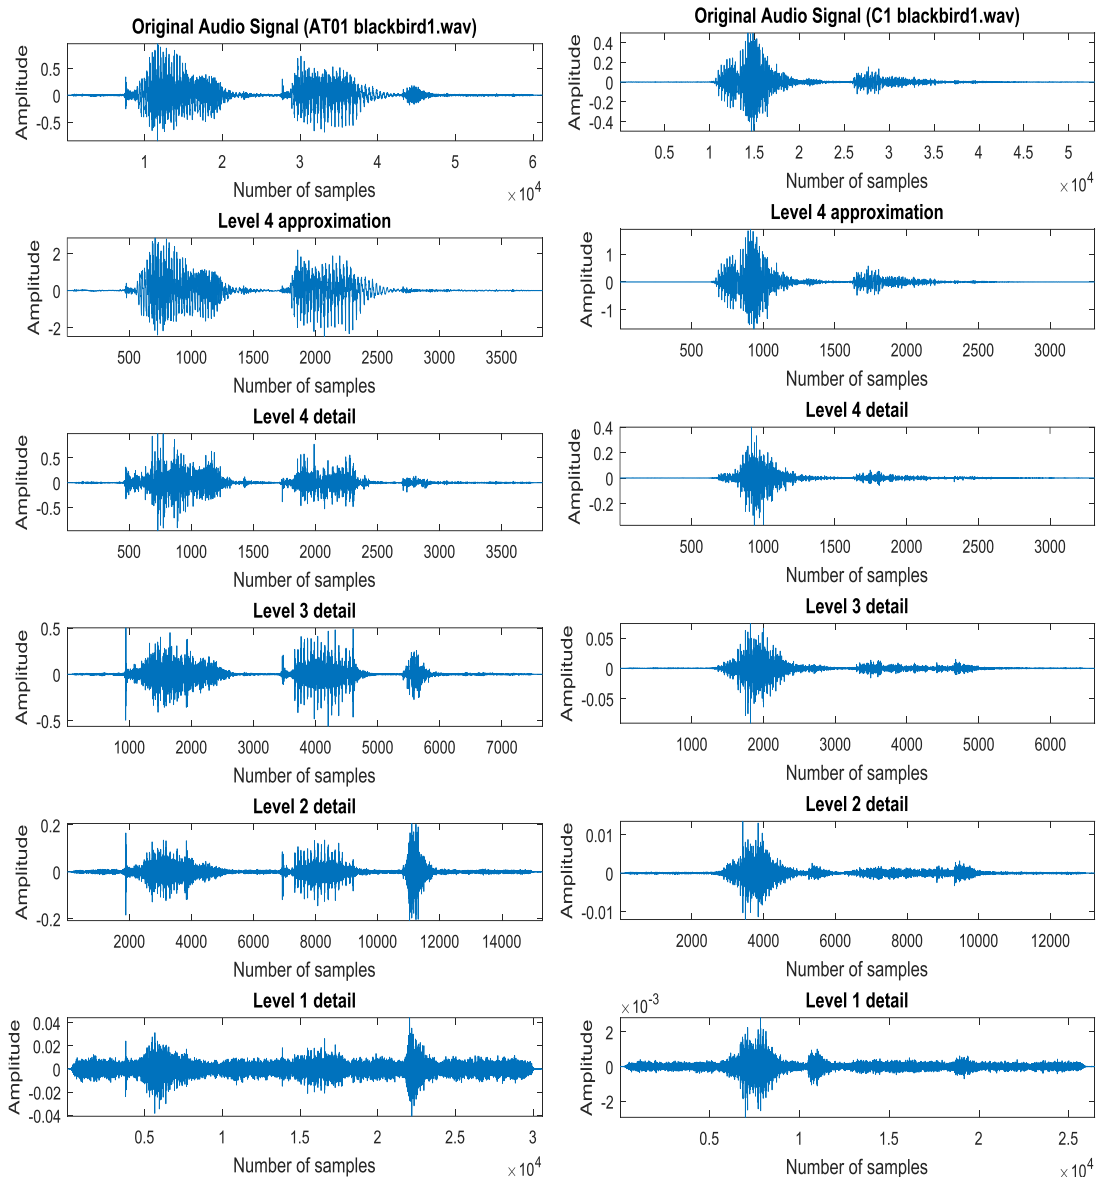 Original Audio Signal (AT01 blackbird1.wav)
Amplitude
0.5
0
-0.5
1 2 3 4 5 6
Number of samples
×10^4
Level 4 approximation
Amplitude
2
0
-2
500 1000 1500 2000 2500 3000 3500
Number of samples
Level 4 detail
Amplitude
0.5
0
-0.5
500 1000 1500 2000 2500 3000 3500
Number of samples
Level 3 detail
Amplitude
0.5
0
-0.5
1000 2000 3000 4000 5000 6000 7000
Number of samples
Level 2 detail
Amplitude
0.2
0
-0.2
2000 4000 6000 8000 10000 12000 14000
Number of samples
Level 1 detail
Amplitude
0.04
0.02
0
-0.02
-0.04
0.5 1 1.5 2 2.5 3
Number of samples
×10^4
Original Audio Signal (C1 blackbird1.wav)
Amplitude
0.4
0.2
0
-0.2
-0.4
0.5 1 1.5 2 2.5 3 3.5 4 4.5 5
Number of samples
×10^4
Level 4 approximation
Amplitude
1
0
-1
500 1000 1500 2000 2500 3000
Number of samples
Level 4 detail
Amplitude
0.4
0.2
0
-0.2
500 1000 1500 2000 2500 3000
Number of samples
Level 3 detail
Amplitude
0.05
0
-0.05
1000 2000 3000 4000 5000 6000
Number of samples
Level 2 detail
Amplitude
0.01
0
-0.01
2000 4000 6000 8000 10000 12000
Number of samples
Level 1 detail
×10^-3
Amplitude
2
0
-2
0.5 1 1.5 2 2.5
Number of samples
×10^4